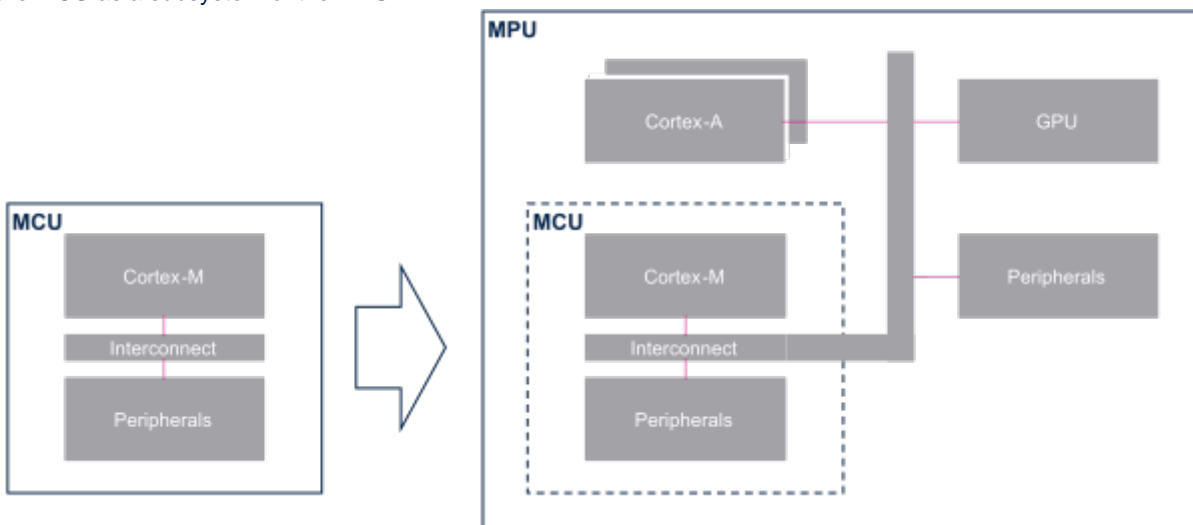 MPU
Cortex-A
GPU
MCU
Cortex-M
Interconnect
Peripherals
MCU
Cortex-M
Interconnect
Peripherals
Peripherals